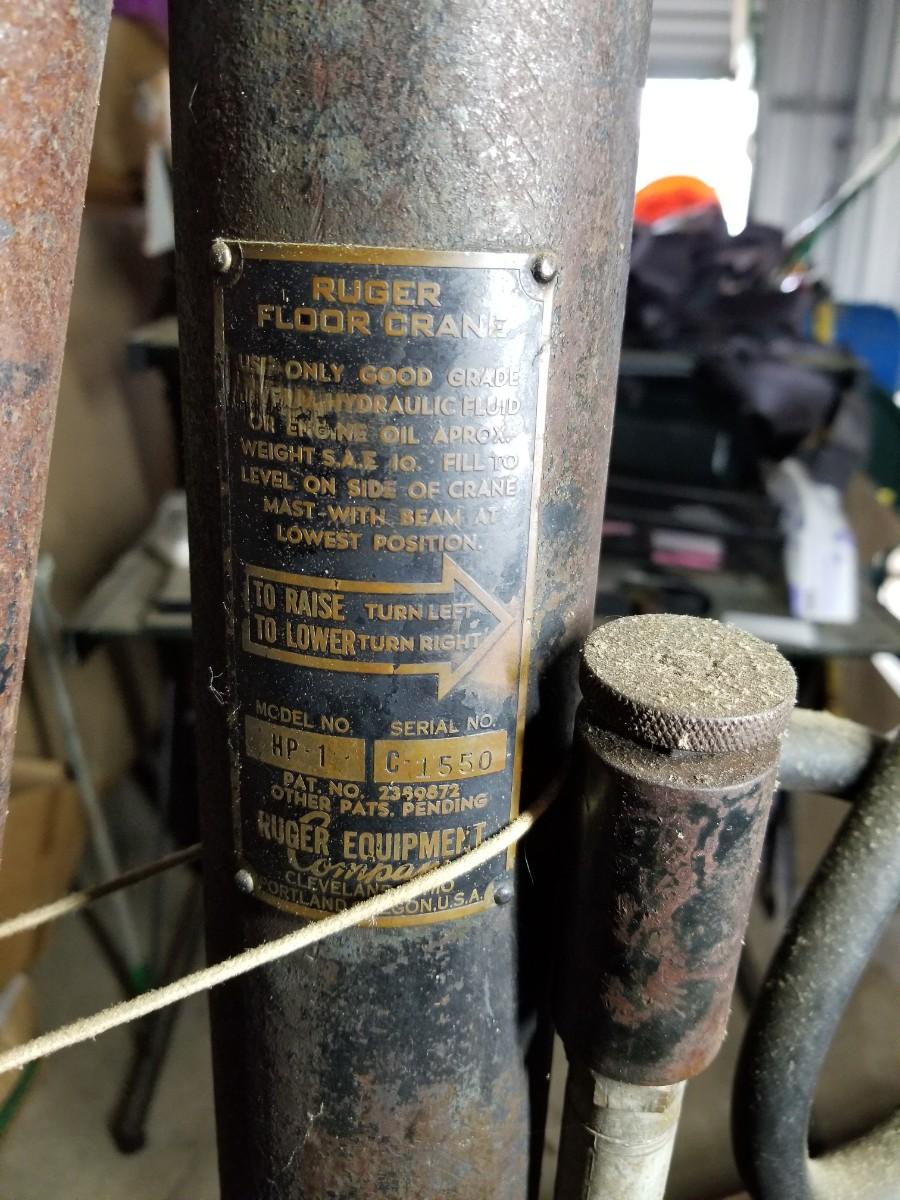 RUGER
FLOOR CRANE
USE ONLY GOOD GRADE
HYDRAULIC FLUID
OR ENGINE OIL APROX.
WEIGHT S.A.E 10. FILL TO
LEVEL ON SIDE OF CRANE
MAST WITH BEAM AT
LOWEST POSITION.
TO RAISE TURN LEFT
TO LOWER TURN RIGHT
MODEL NO. SERIAL NO.
HP-1 C-1550
PAT. NO. 2349872
OTHER PATS. PENDING
RUGER EQUIPMENT
Company
CLEVELAND
PORTLAND, U.S.A.